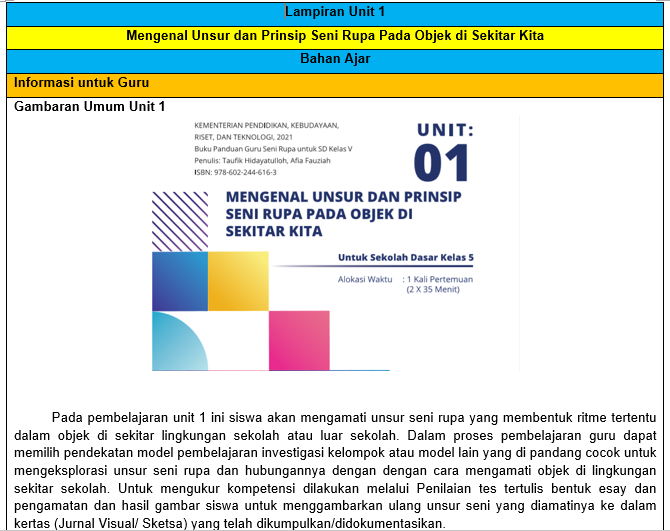 Lampiran Unit 1
Mengenal Unsur dan Prinsip Seni Rupa Pada Objek di Sekitar Kita
Bahan Ajar
Informasi untuk Guru
Gambaran Umum Unit 1
KEMENTERIAN PENDIDIKAN, KEBUDAYAAN,
RISET, DAN TEKNOLOGI, 2021
Buku Panduan Guru Seni Rupa untuk SD Kelas V
Penulis: Taufik Hidayatulloh, Afia Fauziah
ISBN: 978-602-244-616-3
UNIT:
01
MENGENAL UNSUR DAN PRINSIP
SENI RUPA PADA OBJEK DI
SEKITAR KITA
Untuk Sekolah Dasar Kelas 5
Alokasi Waktu : 1 Kali Pertemuan
(2 X 35 Menit)
Pada pembelajaran unit 1 ini siswa akan mengamati unsur seni rupa yang membentuk ritme tertentu
dalam objek di sekitar lingkungan sekolah atau luar sekolah. Dalam proses pembelajaran guru dapat
memilih pendekatan model pembelajaran investigasi kelompok atau model lain yang di pandang cocok untuk
mengeksplorasi unsur seni rupa dan hubungannya dengan dengan cara mengamati objek di lingkungan
sekitar sekolah. Untuk mengukur kompetensi dilakukan melalui Penilaian tes tertulis bentuk essay dan
pengamatan dan hasil gambar siswa untuk menggambarkan ulang unsur seni yang diamatinya ke dalam
kertas (Jurnal Visual/ Sketsa) yang telah dikumpulkan/didokumentasikan.